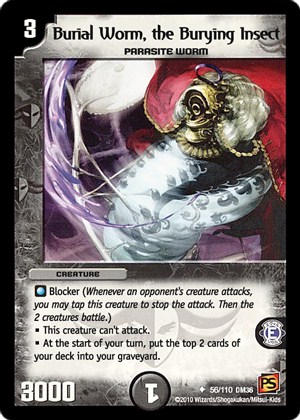 3
Burial Worm, the Burying Insect
PARASITE WORM
CREATURE
Blocker (Whenever an opponent's creature attacks,
you may tap this creature to stop the attack. Then the
2 creatures battle.)
▪ This creature can't attack.
▪ At the start of your turn, put the top 2 cards
of your deck into your graveyard.
3000
1
56/110 DM36
©2010 Wizards/Shogakukan/Mitsui-Kids
PS